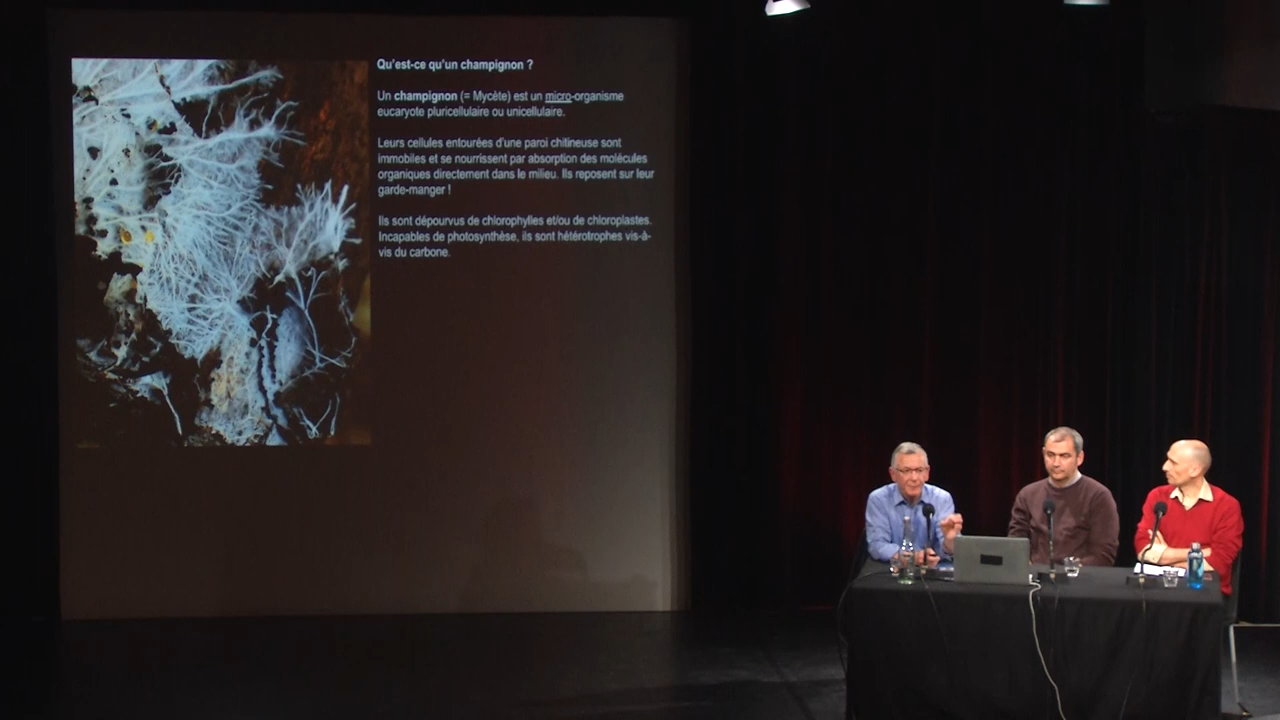 Qu'est-ce qu'un champignon ?
Un champignon (= Mycète) est un micro-organisme
eucaryote pluricellulaire ou unicellulaire.
Leurs cellules entourées d'une paroi chitineuse sont
immobiles et se nourrissent par absorption des molécules
organiques directement dans le milieu. Ils reposent sur leur
garde-manger !
Ils sont dépourvus de chlorophylles et/ou de chloroplastes.
Incapables de photosynthèse, ils sont hétérotrophes vis-à-
vis du carbone.